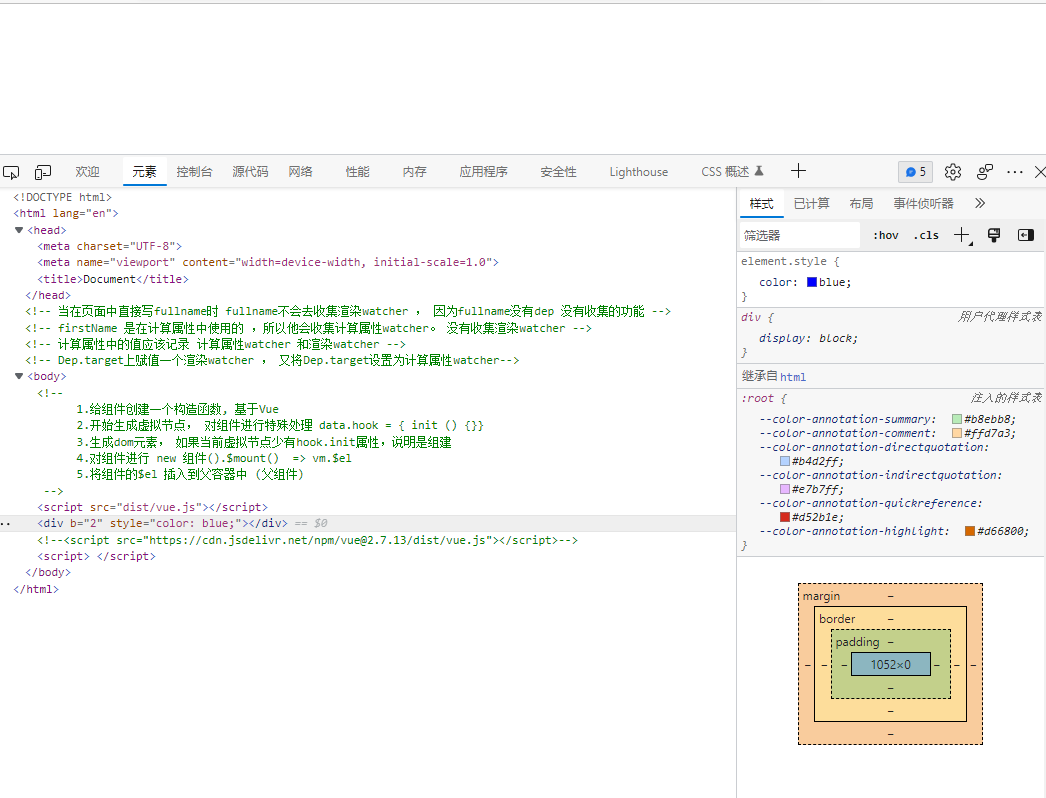 欢迎 元素 控制台 源代码 网络 性能 内存 应用程序 安全性 Lighthouse CSS 概述 5
<!DOCTYPE html>
<html lang="en">
<head>
<meta charset="UTF-8">
<meta name="viewport" content="width=device-width, initial-scale=1.0">
<title>Document</title>
</head>
<!-- 当在页面中直接写fullname时 fullname不会去收集渲染watcher , 因为fullname没有dep 没有收集的功能 -->
<!-- firstName 是在计算属性中使用的 ,所以他会收集计算属性watcher。 没有收集渲染watcher -->
<!-- 计算属性中的值应该记录 计算属性watcher 和渲染watcher -->
<!-- Dep.target上赋值一个渲染watcher , 又将Dep.target设置为计算属性watcher-->
<body>
<!--
1.给组件创建一个构造函数, 基于Vue
2.开始生成虚拟节点, 对组件进行特殊处理 data.hook = { init () {}}
3.生成dom元素, 如果当前虚拟节点少有hook.init属性，说明是组建
4.对组件进行 new 组件().$mount() => vm.$el
5.将组件的$el 插入到父容器中 (父组件)
-->
<script src="dist/vue.js"></script>
<div b="2" style="color: blue;"></div> == $0
<!--<script src="https://cdn.jsdelivr.net/npm/vue@2.7.13/dist/vue.js"></script>-->
<script> </script>
</body>
</html>
样式 已计算 布局 事件侦听器
筛选器 :hov .cls
element.style {
color: blue;
}
div { 用户代理样式表
display: block;
}
继承自 html
:root { 注入的样式表
--color-annotation-summary: #b8ebb8;
--color-annotation-comment: #ffd7a3;
--color-annotation-directquotation:
#b4d2ff;
--color-annotation-indirectquotation:
#e7b7ff;
--color-annotation-quickreference:
#d52b1e;
--color-annotation-highlight: #d66800;
}
margin –
border –
padding –
– – – 1052×0 – – –
–
–
–